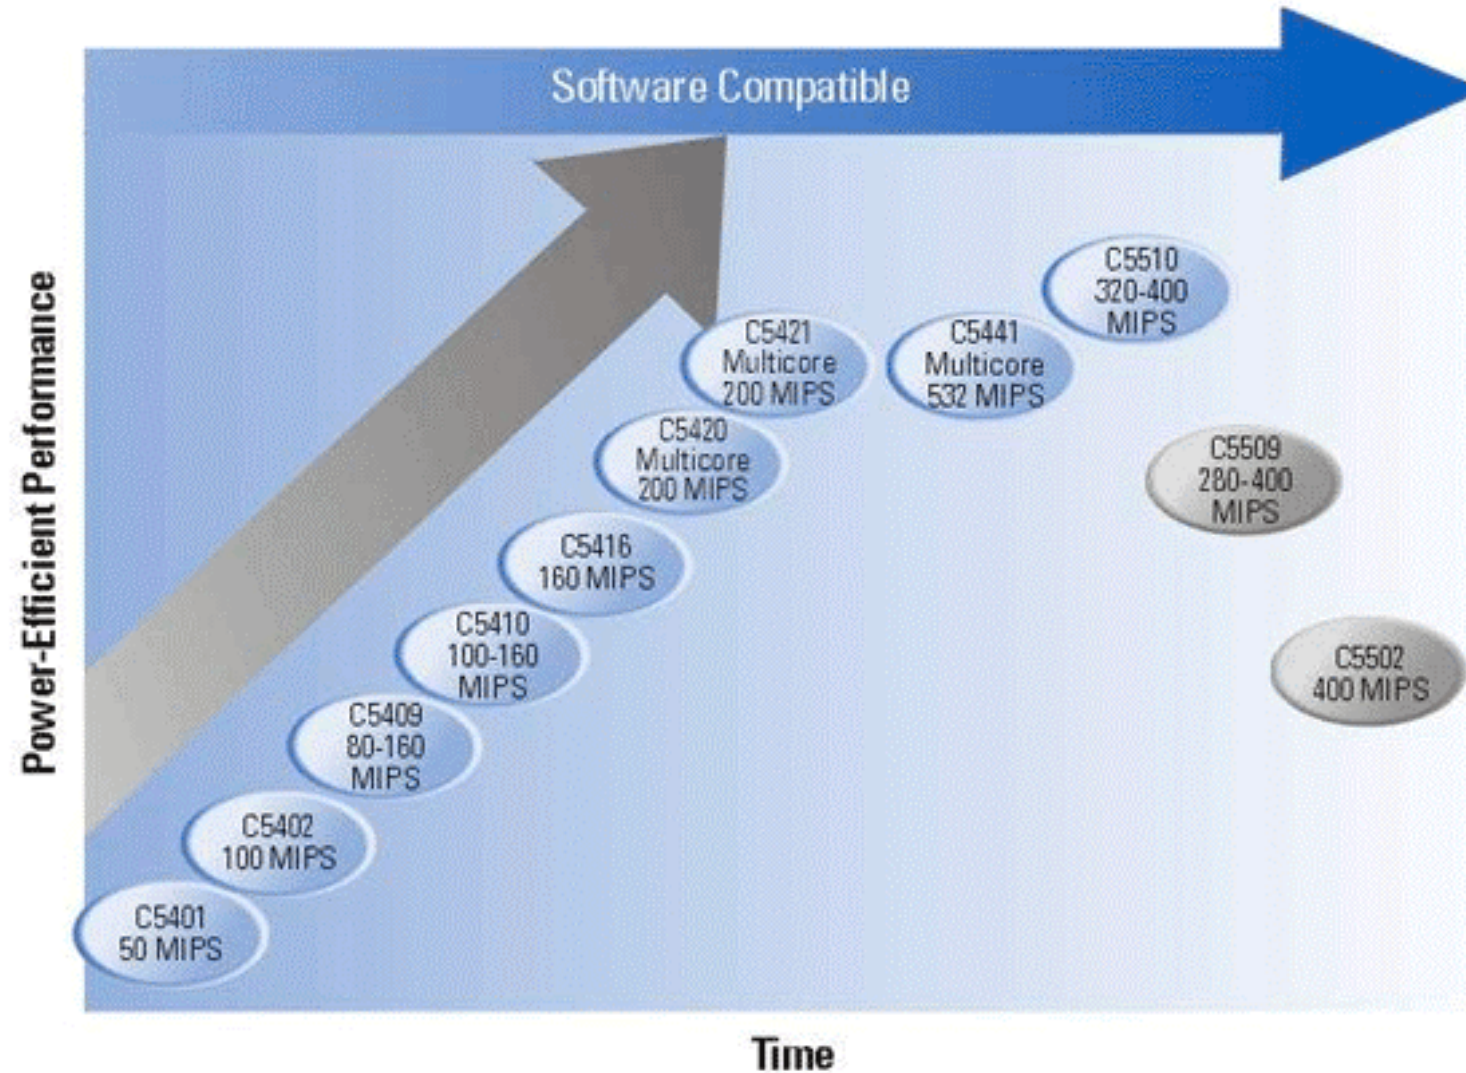 Software Compatible
C5510
320-400
MIPS
C5421
Multicore
200 MIPS
C5441
Multicore
532 MIPS
C5420
Multicore
200 MIPS
C5509
280-400
MIPS
C5416
160 MIPS
C5410
100-160
MIPS
C5502
400 MIPS
C5409
80-160
MIPS
C5402
100 MIPS
C5401
50 MIPS
Power-Efficient Performance
Time